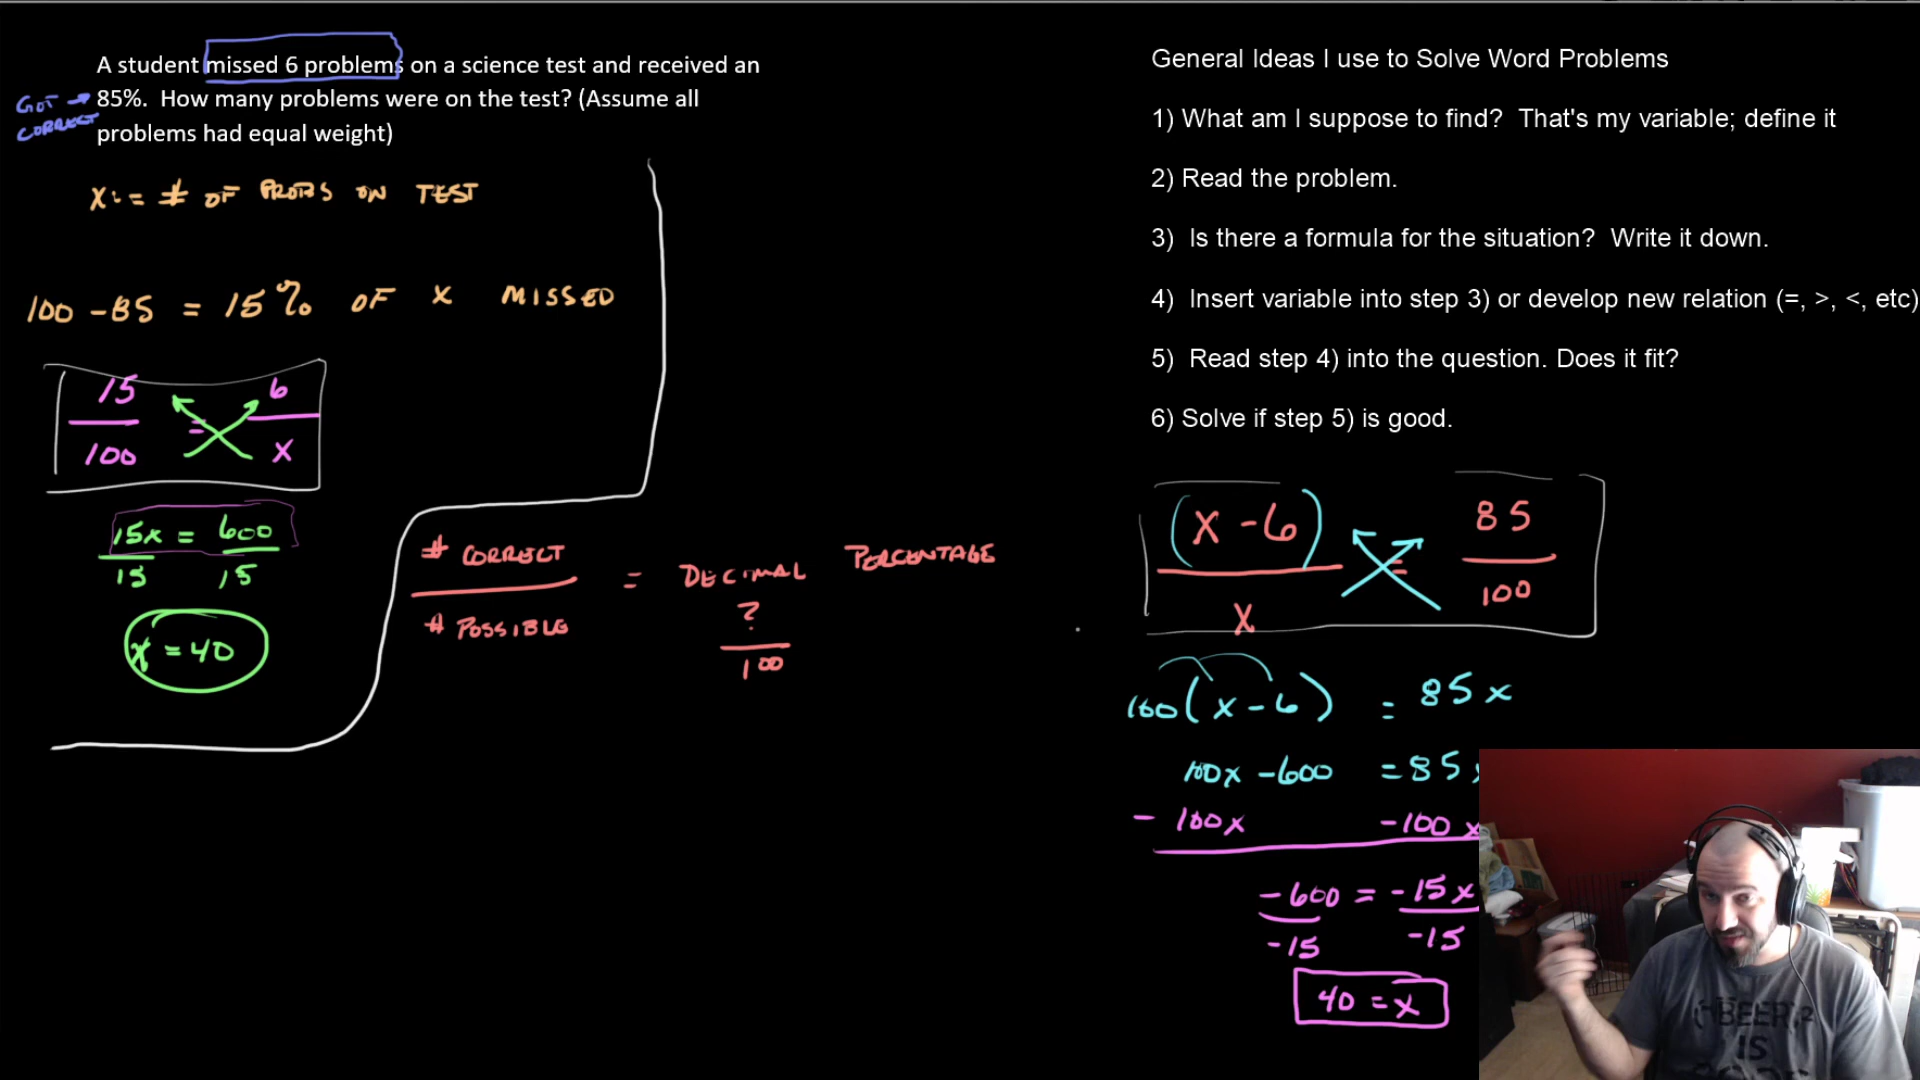 A student missed 6 problems on a science test and received an
GOT → 85%. How many problems were on the test? (Assume all
CORRECT problems had equal weight)
x := # OF PROBS ON TEST
100 - 85 = 15% OF x MISSED
15/100 = 6/x
15x = 600
15 15
x = 40
# CORRECT / # POSSIBLE = DECIMAL PERCENTAGE
?/100
General Ideas I use to Solve Word Problems
1) What am I suppose to find? That's my variable; define it
2) Read the problem.
3) Is there a formula for the situation? Write it down.
4) Insert variable into step 3) or develop new relation (=, >, <, etc)
5) Read step 4) into the question. Does it fit?
6) Solve if step 5) is good.
(x - 6)/x = 85/100
100(x - 6) = 85x
100x - 600 = 85x
- 100x - 100x
-600 = -15x
-15 -15
40 = x
BEER
IS